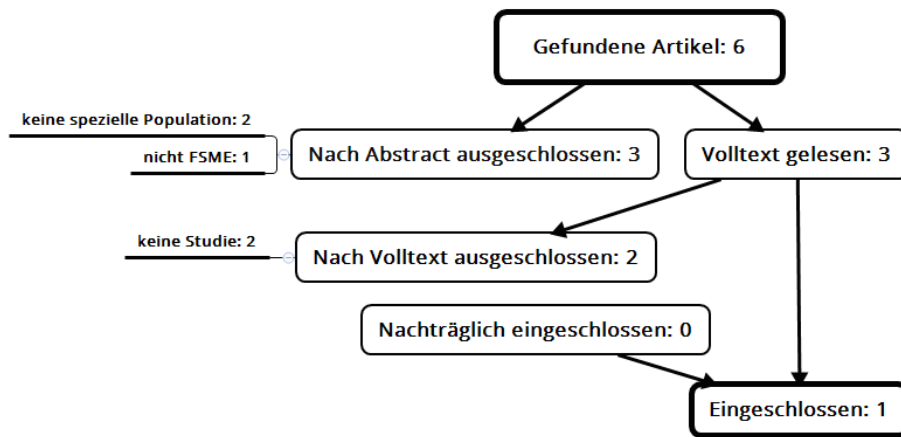 Gefundene Artikel: 6
keine spezielle Population: 2
nicht FSME: 1
Nach Abstract ausgeschlossen: 3
Volltext gelesen: 3
keine Studie: 2
Nach Volltext ausgeschlossen: 2
Nachträglich eingeschlossen: 0
Eingeschlossen: 1